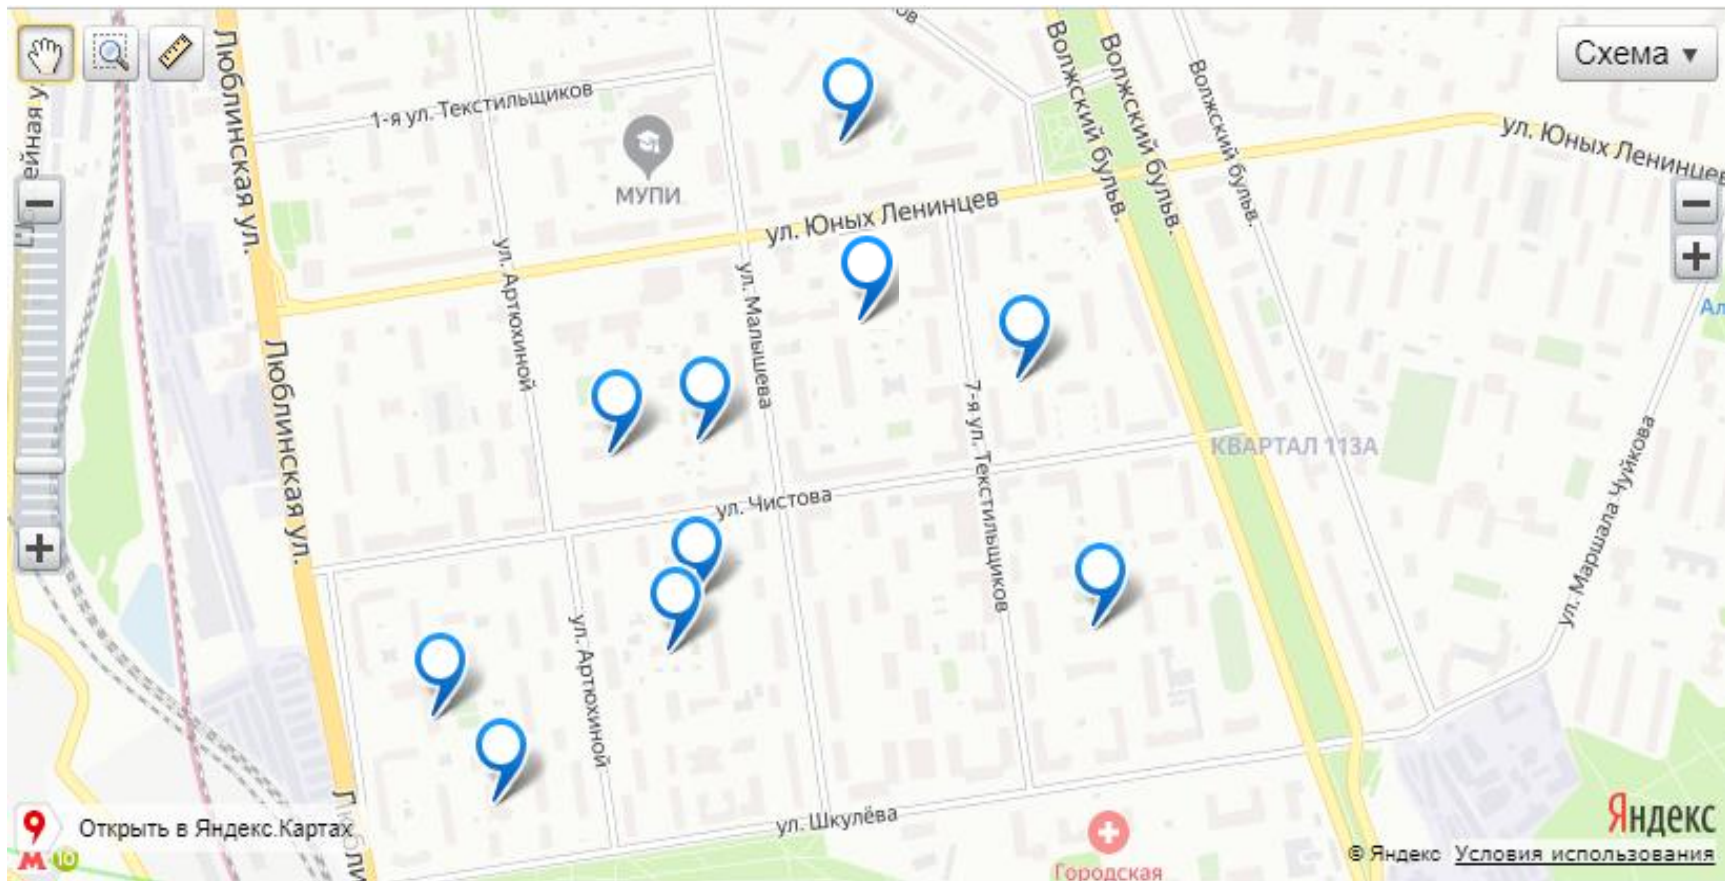 Схема
Люблинская ул.
1-я ул. Текстильщиков
МУПИ
Волжский бульв.
Волжский бульв.
Волжский бульв.
ул. Юных Ленинцев
ул. Юных Ленинцев
ул. Артюхиной
ул. Малышева
Люблинская ул.
7-я ул. Текстильщиков
КВАРТАЛ 113А
ул. Маршала Чуйкова
ул. Чистова
ул. Артюхиной
ул. Шкулёва
Городская
Открыть в Яндекс.Картах
Яндекс
© Яндекс Условия использования